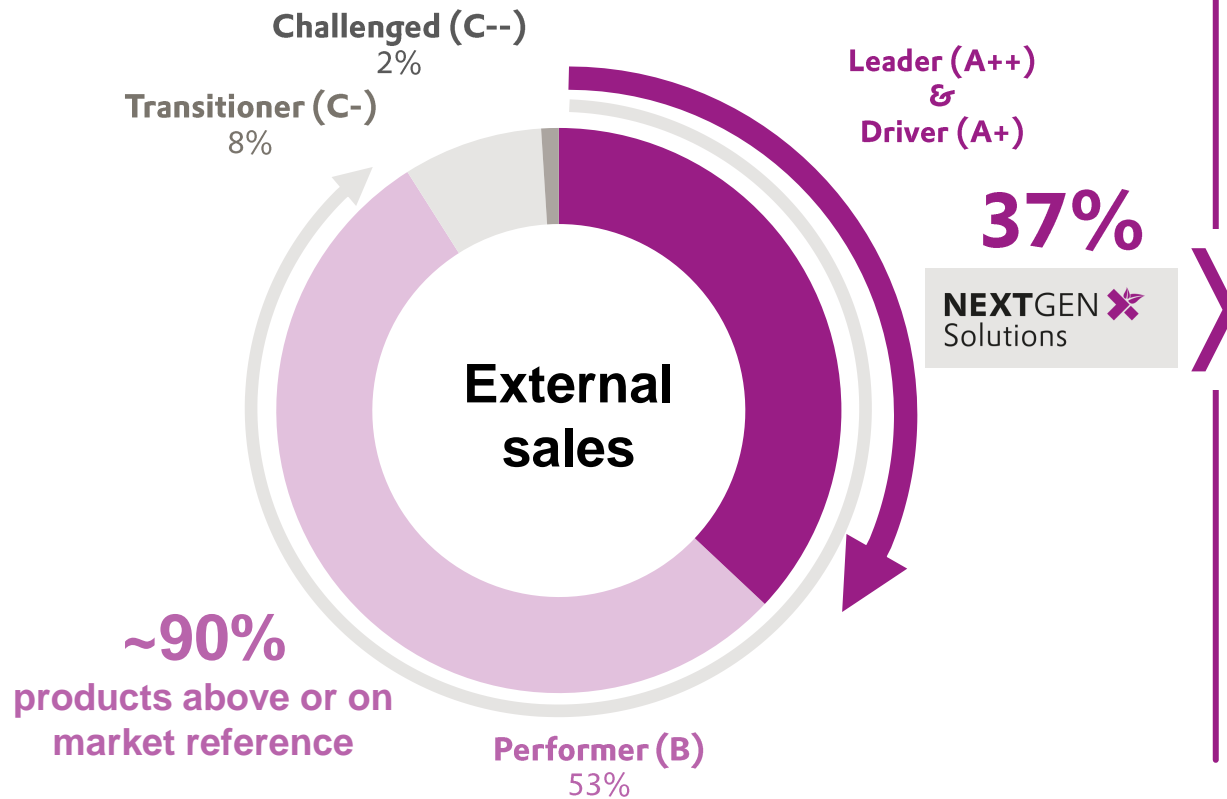 Challenged (C--)
2%
Transitioner (C-)
8%
Leader (A++)
&
Driver (A+)
37%
NEXTGEN
Solutions
External
sales
~90%
products above or on
market reference
Performer (B)
53%